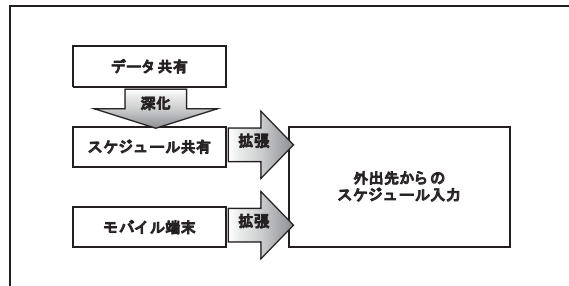 データ共有
深化
スケジュール共有
拡張
外出先からの
スケジュール入力
モバイル端末
拡張